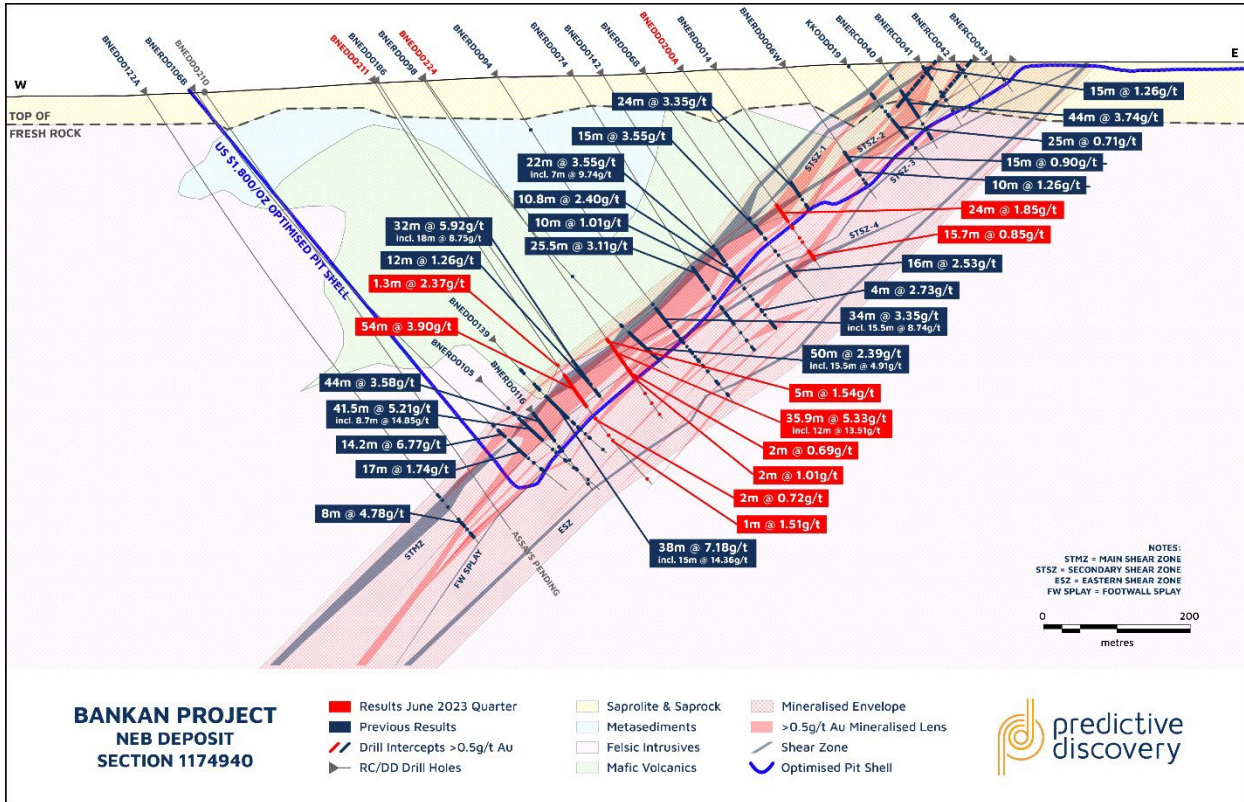 BNEDD0122A
BNERD0106B
BNEDD0210
BNEDD0211
BNEDD0186
BNERD0098
BNEDD0224
BNERD0094
BNERD0074
BNEDD0142
BNERD0068
BNEDD0200A
BNERD0014
BNERD0006W
KKODD019
BNERC0040
BNERC0041
BNERC0042
BNERC0043
W
E
TOP OF
FRESH ROCK
US $1,800/OZ OPTIMISED PIT SHELL
24m @ 3.35g/t
15m @ 3.55g/t
22m @ 3.55g/t
incl. 7m @ 9.74g/t
10.8m @ 2.40g/t
10m @ 1.01g/t
25.5m @ 3.11g/t
32m @ 5.92g/t
incl. 18m @ 8.75g/t
12m @ 1.26g/t
1.3m @ 2.37g/t
54m @ 3.90g/t
BNEDD0139
BNERD0105
BNERD0116
44m @ 3.58g/t
41.5m @ 5.21g/t
incl. 8.7m @ 14.85g/t
14.2m @ 6.77g/t
17m @ 1.74g/t
8m @ 4.78g/t
STSZ-1
STSZ-2
STSZ-3
STSZ-4
15m @ 1.26g/t
44m @ 3.74g/t
25m @ 0.71g/t
15m @ 0.90g/t
10m @ 1.26g/t
24m @ 1.85g/t
15.7m @ 0.85g/t
16m @ 2.53g/t
4m @ 2.73g/t
34m @ 3.35g/t
incl. 15.5m @ 8.74g/t
50m @ 2.39g/t
incl. 15.5m @ 4.91g/t
5m @ 1.54g/t
35.9m @ 5.33g/t
incl. 12m @ 13.51g/t
2m @ 0.69g/t
2m @ 1.01g/t
2m @ 0.72g/t
1m @ 1.51g/t
38m @ 7.18g/t
incl. 15m @ 14.36g/t
STMZ
FW SPLAY
ASSAYS PENDING
ESZ
NOTES:
STMZ = MAIN SHEAR ZONE
STSZ = SECONDARY SHEAR ZONE
ESZ = EASTERN SHEAR ZONE
FW SPLAY = FOOTWALL SPLAY
0 200
metres
BANKAN PROJECT
NEB DEPOSIT
SECTION 1174940
Results June 2023 Quarter
Previous Results
Drill Intercepts >0.5g/t Au
RC/DD Drill Holes
Saprolite & Saprock
Metasediments
Felsic Intrusives
Mafic Volcanics
Mineralised Envelope
>0.5g/t Au Mineralised Lens
Shear Zone
Optimised Pit Shell
predictive
discovery